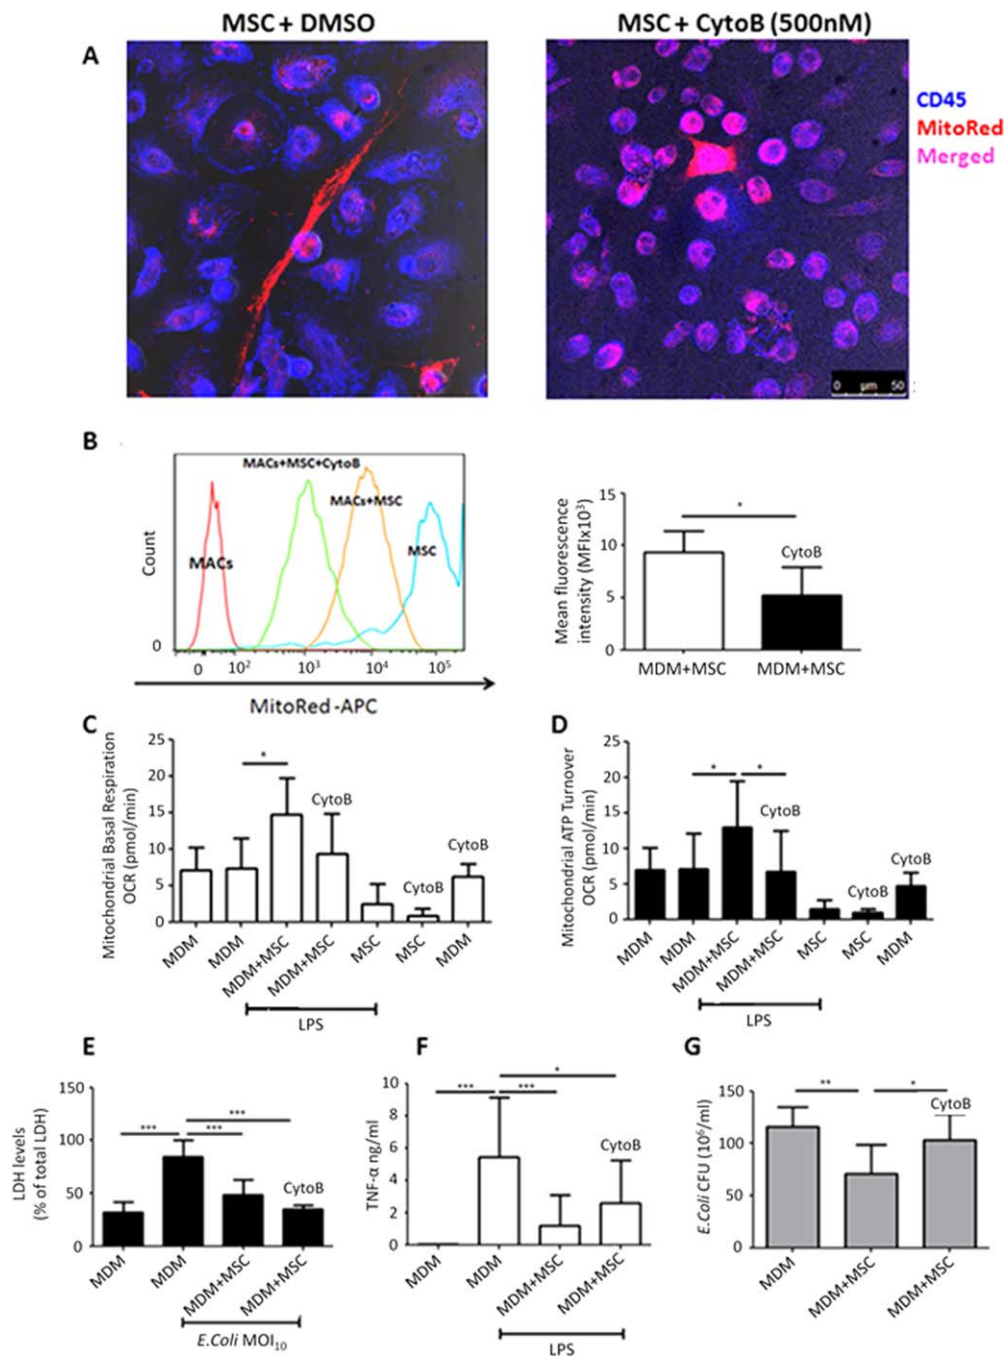 MSC + DMSO
MSC + CytoB (500nM)
A
CD45
MitoRed
Merged
0 µm 50
B
MACs+MSC+CytoB
MACs+MSC
MSC
MACs
Count
0
0 10² 10³ 10⁴ 10⁵
MitoRed -APC
Mean fluorescence
intensity (MFIx10³)
15
10
5
0
*
CytoB
MDM+MSC MDM+MSC
C
Mitochondrial Basal Respiration
OCR (pmol/min)
25
20
15
10
5
0
*
CytoB
CytoB
CytoB
MDM
MDM
MDM+MSC
MDM+MSC
MSC
MSC
MDM
LPS
D
Mitochondrial ATP Turnover
OCR (pmol/min)
25
20
15
10
5
0
* *
CytoB
CytoB
CytoB
MDM
MDM
MDM+MSC
MDM+MSC
MSC
MSC
MDM
LPS
E
LDH levels
(% of total LDH)
150
100
50
0
***
*** ***
CytoB
MDM
MDM
MDM+MSC
MDM+MSC
E.Coli MOI₁₀
F
TNF-α ng/ml
10
8
6
4
2
0
*
*** ***
CytoB
MDM
MDM
MDM+MSC
MDM+MSC
LPS
G
E.Coli CFU (10⁶/ml)
150
100
50
0
** *
CytoB
MDM
MDM+MSC
MDM+MSC